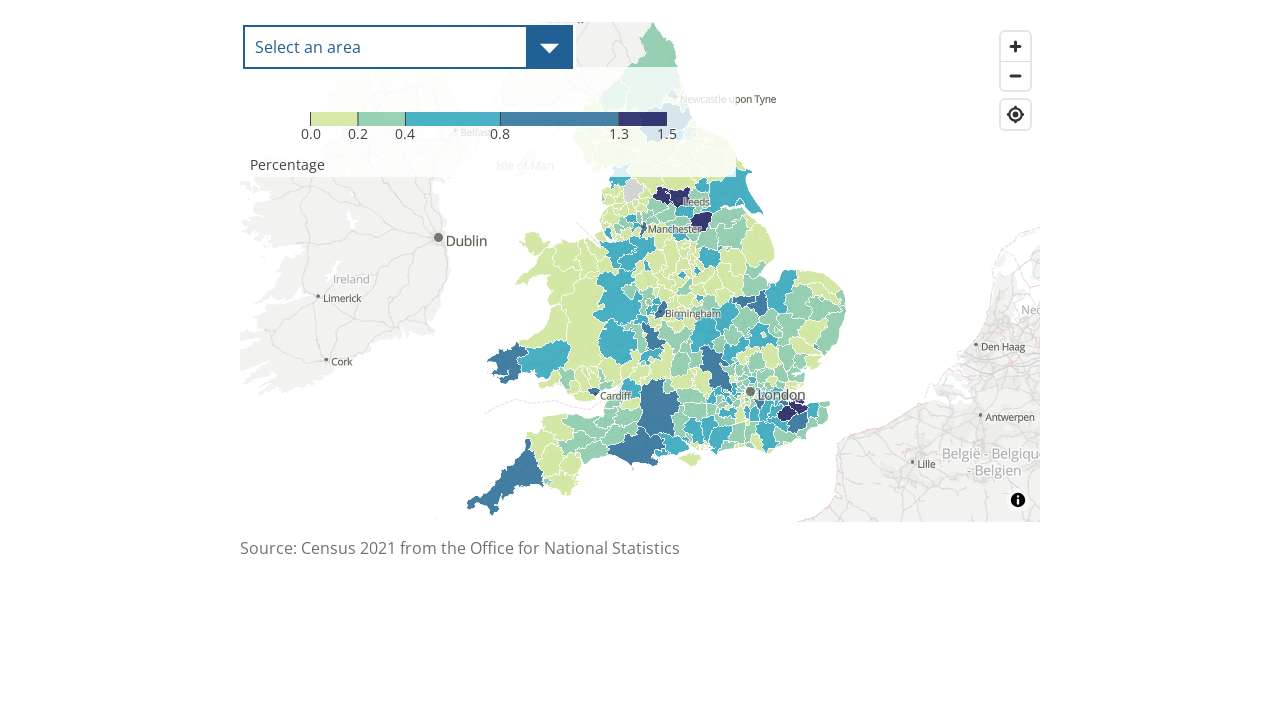 Select an area
Newcastle upon Tyne
0.0 0.2 0.4 0.8 1.3 1.5
Belfast
Percentage
Isle of Man
Leeds
Manchester
Dublin
Ireland
Limerick
Birmingham
Den Haag
Cork
Cardiff
London
Antwerpen
België - Belgique
- Belgien
Lille
Source: Census 2021 from the Office for National Statistics